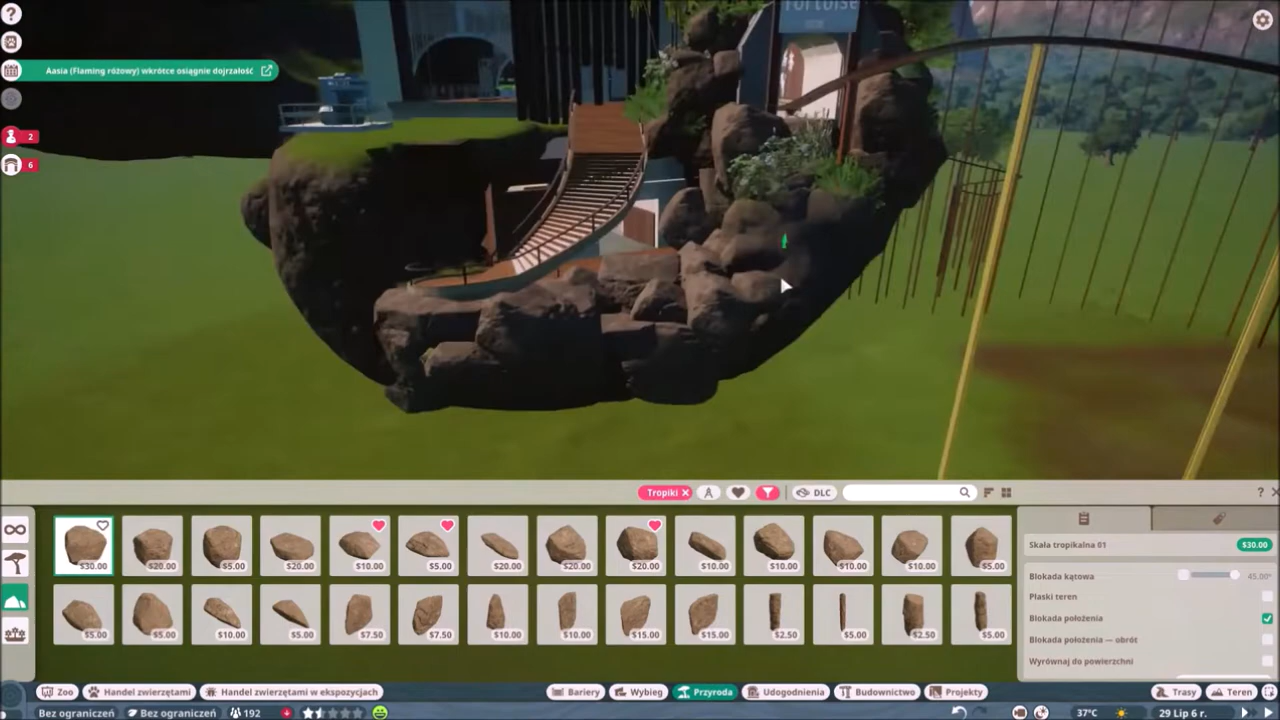 Tortoise
?
Aasia (Flaming różowy) wkrótce osiągnie dojrzałość
2
6
Tropiki × DLC ?
$30.00 $20.00 $5.00 $20.00 $10.00 $5.00 $20.00 $20.00 $20.00 $10.00 $10.00 $10.00 $10.00 $5.00
$5.00 $5.00 $10.00 $5.00 $7.50 $7.50 $10.00 $10.00 $15.00 $15.00 $2.50 $5.00 $2.50 $5.00
Skała tropikalna 01 $30.00
Blokada kątowa 45.00°
Płaski teren
Blokada położenia
Blokada położenia — obrót
Wyrównaj do powierzchni
Zoo Handel zwierzętami Handel zwierzętami w ekspozycjach Bariery Wybieg Przyroda Udogodnienia Budownictwo Projekty Trasy Teren
Bez ograniczeń Bez ograniczeń 192 37°C 29 Lip 6 r.